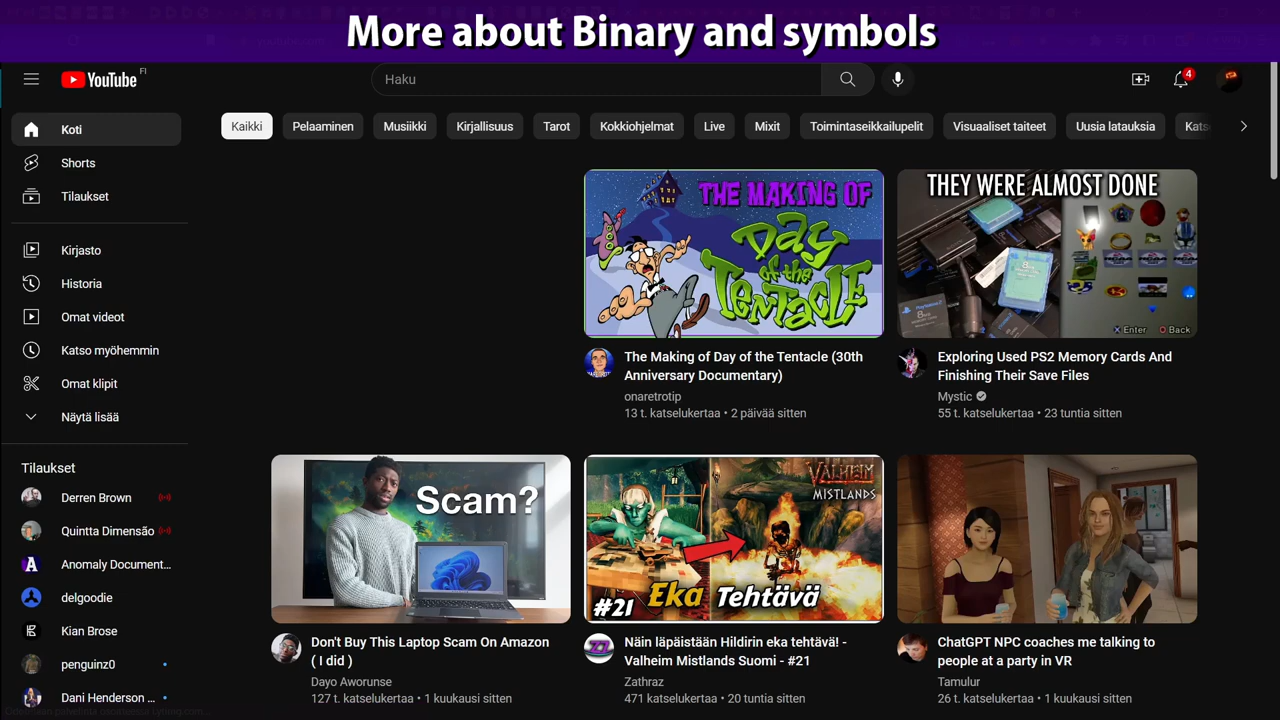 More about Binary and symbols
YouTube FI
Haku
4
Koti
Shorts
Tilaukset
Kirjasto
Historia
Omat videot
Katso myöhemmin
Omat klipit
Näytä lisää
Tilaukset
Derren Brown
Quintta Dimensão
Anomaly Document...
delgoodie
Kian Brose
penguinz0
Dani Henderson ...
Kaikki Pelaaminen Musiikki Kirjallisuus Tarot Kokkiohjelmat Live Mixit Toimintaseikkailupelit Visuaaliset taiteet Uusia latauksia Kats
THE MAKING OF
Day
of the
TENTACLE
The Making of Day of the Tentacle (30th
Anniversary Documentary)
onaretrotip
13 t. katselukertaa • 2 päivää sitten
THEY WERE ALMOST DONE
Enter Back
Exploring Used PS2 Memory Cards And
Finishing Their Save Files
Mystic
55 t. katselukertaa • 23 tuntia sitten
Scam?
Don't Buy This Laptop Scam On Amazon
( I did )
Dayo Aworunse
127 t. katselukertaa • 1 kuukausi sitten
VALHEIM
MISTLANDS
#21 Eka Tehtävä
Näin läpäistään Hildirin eka tehtävä! -
Valheim Mistlands Suomi - #21
Zathraz
471 katselukertaa • 20 tuntia sitten
ChatGPT NPC coaches me talking to
people at a party in VR
Tamulur
26 t. katselukertaa • 1 kuukausi sitten